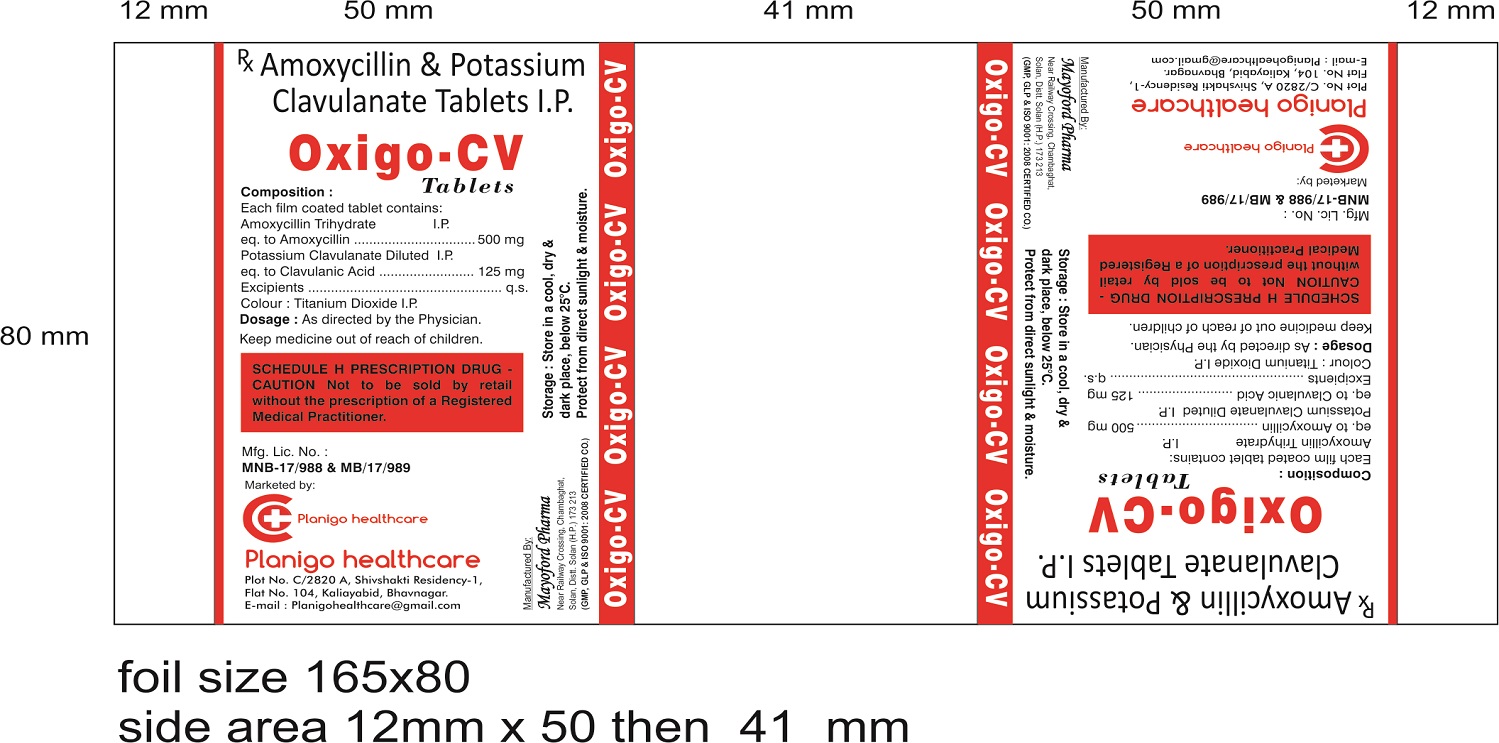 12 mm 50 mm 41 mm 50 mm 12 mm
80 mm
Rx Amoxycillin & Potassium
Clavulanate Tablets I.P.
Oxigo-CV
Tablets
Composition :
Each film coated tablet contains:
Amoxycillin Trihydrate I.P.
eq. to Amoxycillin ................................ 500 mg
Potassium Clavulanate Diluted I.P.
eq. to Clavulanic Acid ......................... 125 mg
Excipients .................................................... q.s.
Colour : Titanium Dioxide I.P.
Dosage : As directed by the Physician.
Keep medicine out of reach of children.
SCHEDULE H PRESCRIPTION DRUG -
CAUTION Not to be sold by retail
without the prescription of a Registered
Medical Practitioner.
Mfg. Lic. No. :
MNB-17/988 & MB/17/989
Marketed by:
Planigo healthcare
Planigo healthcare
Plot No. C/2820 A, Shivshakti Residency-1,
Flat No. 104, Kaliayabid, Bhavnagar.
E-mail : Planigohealthcare@gmail.com
Storage : Store in a cool, dry &
dark place, below 25°C.
Protect from direct sunlight & moisture.
Manufactured By:
Mayoford Pharma
Near Railway Crossing, Chambaghat,
Solan, Distt. Solan (H.P.) 173 213
(GMP, GLP & ISO 9001: 2008 CERTIFIED CO.)
Oxigo-CV Oxigo-CV Oxigo-CV Oxigo-CV
Oxigo-CV Oxigo-CV Oxigo-CV Oxigo-CV
Manufactured By:
Mayoford Pharma
Near Railway Crossing, Chambaghat,
Solan, Distt. Solan (H.P.) 173 213
(GMP, GLP & ISO 9001: 2008 CERTIFIED CO.)
Storage : Store in a cool, dry &
dark place, below 25°C.
Protect from direct sunlight & moisture.
Rx Amoxycillin & Potassium
Clavulanate Tablets I.P.
Oxigo-CV
Tablets
Composition :
Each film coated tablet contains:
Amoxycillin Trihydrate I.P.
eq. to Amoxycillin ................................ 500 mg
Potassium Clavulanate Diluted I.P.
eq. to Clavulanic Acid ......................... 125 mg
Excipients .................................................... q.s.
Colour : Titanium Dioxide I.P.
Dosage : As directed by the Physician.
Keep medicine out of reach of children.
SCHEDULE H PRESCRIPTION DRUG -
CAUTION Not to be sold by retail
without the prescription of a Registered
Medical Practitioner.
Mfg. Lic. No. :
MNB-17/988 & MB/17/989
Marketed by:
Planigo healthcare
Planigo healthcare
Plot No. C/2820 A, Shivshakti Residency-1,
Flat No. 104, Kaliayabid, Bhavnagar.
E-mail : Planigohealthcare@gmail.com
foil size 165x80
side area 12mm x 50 then 41 mm